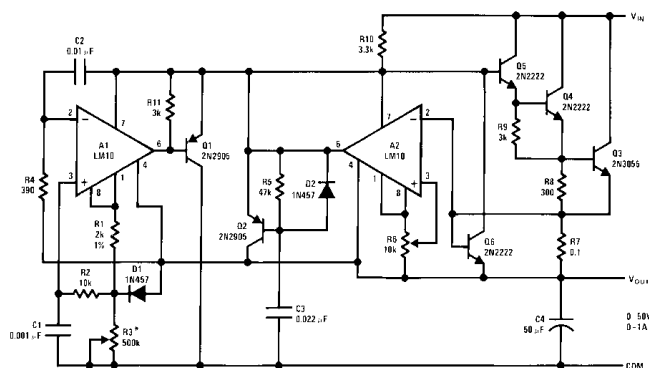 VIN
R10
3.3k
C2
0.01 µF
Q5
2N2222
Q4
2N2222
R11
3k
Q1
2N2905
R9
3k
Q3
2N3055
A1
LM10
2
7
6
3
8
1
4
A2
LM10
7
2
6
4
1
8
3
R4
390
R5
47k
D2
1N457
R8
300
R1
2k
1%
Q2
2N2905
R6
10k
Q6
2N2222
R7
0.1
R2
10k
D1
1N457
VOUT
C1
0.001 µF
R3*
500k
C3
0.022 µF
C4
50 µF
0-50V
0-1A
COM